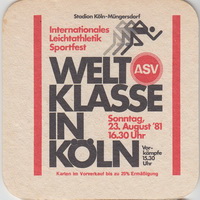 Stadion Köln-Müngersdorf
Internationales
Leichtathletik
Sportfest
WELT
ASV
KLASSE
IN
KÖLN
Sonntag,
23. August '81
16.30 Uhr
Vor-
kämpfe
15.30
Uhr
Karten im Vorverkauf bis zu 20% Ermäßigung